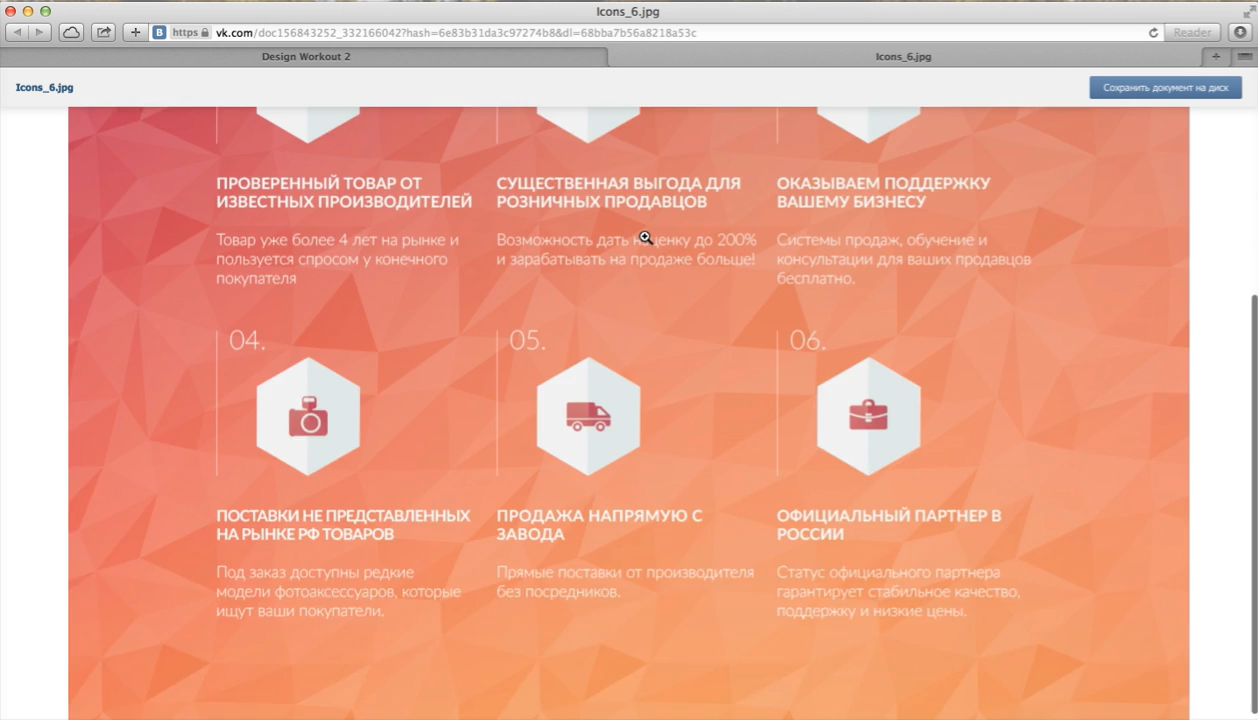 Icons_6.jpg
https vk.com/doc156843252_332166042?hash=6e83b31da3c97274b8&dl=68bba7b56a8218a53c
Reader
Design Workout 2
Icons_6.jpg
Icons_6.jpg
Сохранить документ на диск
ПРОВЕРЕННЫЙ ТОВАР ОТ
ИЗВЕСТНЫХ ПРОИЗВОДИТЕЛЕЙ
Товар уже более 4 лет на рынке и
пользуется спросом у конечного
покупателя
СУЩЕСТВЕННАЯ ВЫГОДА ДЛЯ
РОЗНИЧНЫХ ПРОДАВЦОВ
Возможность дать наценку до 200%
и зарабатывать на продаже больше!
ОКАЗЫВАЕМ ПОДДЕРЖКУ
ВАШЕМУ БИЗНЕСУ
Системы продаж, обучение и
консультации для ваших продавцов
бесплатно.
04.
ПОСТАВКИ НЕ ПРЕДСТАВЛЕННЫХ
НА РЫНКЕ РФ ТОВАРОВ
Под заказ доступны редкие
модели фотоаксессуаров, которые
ищут ваши покупатели.
05.
ПРОДАЖА НАПРЯМУЮ С
ЗАВОДА
Прямые поставки от производителя
без посредников.
06.
ОФИЦИАЛЬНЫЙ ПАРТНЕР В
РОССИИ
Статус официального партнера
гарантирует стабильное качество,
поддержку и низкие цены.